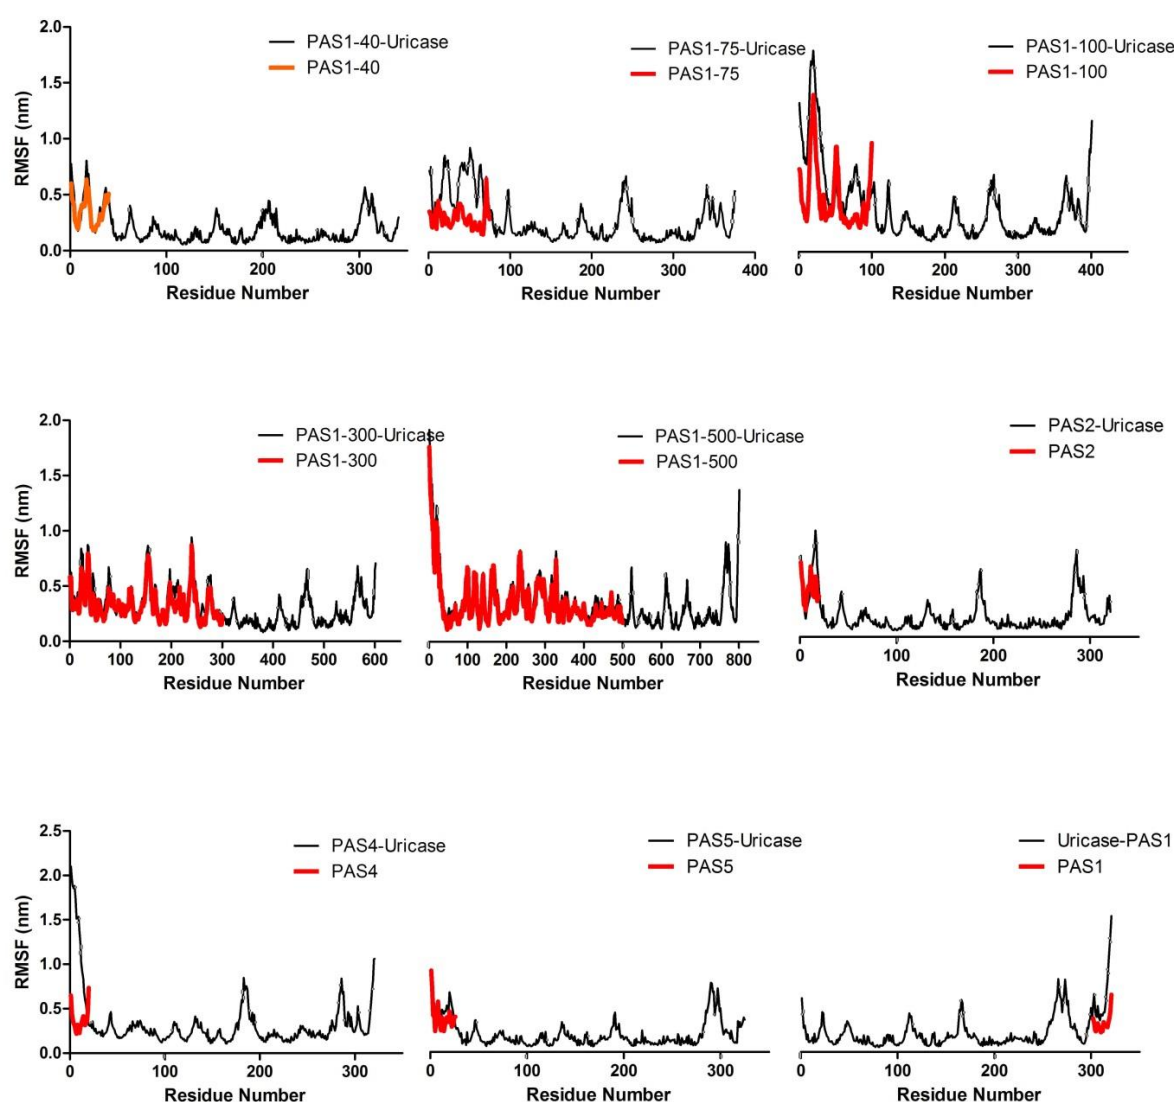 2.0
1.5
1.0
0.5
0.0
RMSF (nm)
PAS1-40-Uricase
PAS1-40
0 100 200 300
Residue Number
PAS1-75-Uricase
PAS1-75
0 100 200 300 400
Residue Number
PAS1-100-Uricase
PAS1-100
0 100 200 300 400
Residue Number
2.0
1.5
1.0
0.5
0.0
RMSF (nm)
PAS1-300-Uricase
PAS1-300
0 100 200 300 400 500 600
Residue Number
PAS1-500-Uricase
PAS1-500
0 100 200 300 400 500 600 700 800
Residue Number
PAS2-Uricase
PAS2
0 100 200 300
Residue Number
2.5
2.0
1.5
1.0
0.5
0.0
RMSF (nm)
PAS4-Uricase
PAS4
0 100 200 300
Residue Number
PAS5-Uricase
PAS5
0 100 200 300
Residue Number
Uricase-PAS1
PAS1
0 100 200 300
Residue Number